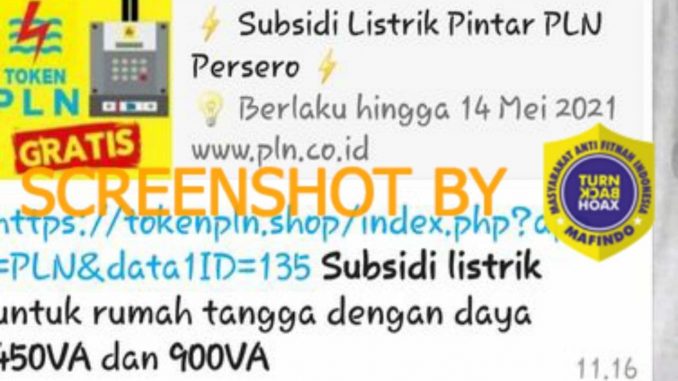 ⚡ Subsidi Listrik Pintar PLN
Persero ⚡
💡 Berlaku hingga 14 Mei 2021
www.pln.co.id
TOKEN
PLN
GRATIS
SCREENSHOT BY
MASYARAKAT ANTI FITNAH INDONESIA
TURN
BACK
HOAX
MAFINDO
https://tokenpln.shop/index.php?ap
=PLN&data1ID=135 Subsidi listrik
untuk rumah tangga dengan daya
450VA dan 900VA
11.16